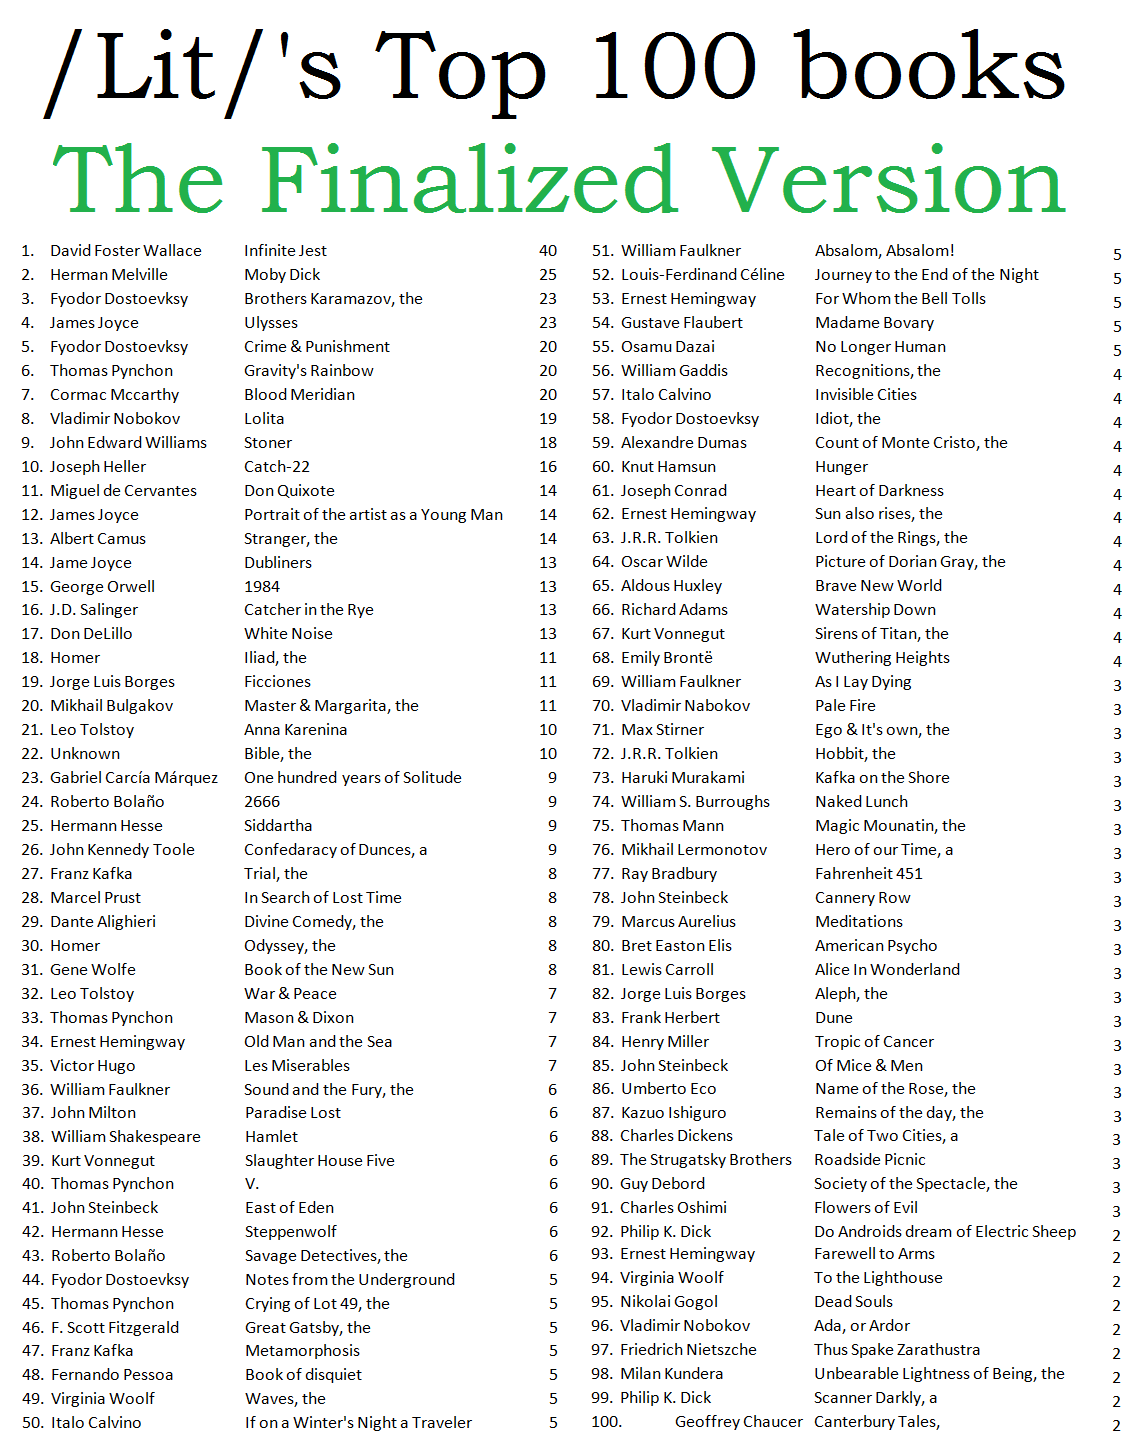 /Lit/'s Top 100 books
The Finalized Version
1. David Foster Wallace Infinite Jest 40
2. Herman Melville Moby Dick 25
3. Fyodor Dostoevksy Brothers Karamazov, the 23
4. James Joyce Ulysses 23
5. Fyodor Dostoevksy Crime & Punishment 20
6. Thomas Pynchon Gravity's Rainbow 20
7. Cormac Mccarthy Blood Meridian 20
8. Vladimir Nobokov Lolita 19
9. John Edward Williams Stoner 18
10. Joseph Heller Catch-22 16
11. Miguel de Cervantes Don Quixote 14
12. James Joyce Portrait of the artist as a Young Man 14
13. Albert Camus Stranger, the 14
14. Jame Joyce Dubliners 13
15. George Orwell 1984 13
16. J.D. Salinger Catcher in the Rye 13
17. Don DeLillo White Noise 13
18. Homer Iliad, the 11
19. Jorge Luis Borges Ficciones 11
20. Mikhail Bulgakov Master & Margarita, the 11
21. Leo Tolstoy Anna Karenina 10
22. Unknown Bible, the 10
23. Gabriel Carcía Márquez One hundred years of Solitude 9
24. Roberto Bolaño 2666 9
25. Hermann Hesse Siddartha 9
26. John Kennedy Toole Confedaracy of Dunces, a 9
27. Franz Kafka Trial, the 8
28. Marcel Prust In Search of Lost Time 8
29. Dante Alighieri Divine Comedy, the 8
30. Homer Odyssey, the 8
31. Gene Wolfe Book of the New Sun 8
32. Leo Tolstoy War & Peace 7
33. Thomas Pynchon Mason & Dixon 7
34. Ernest Hemingway Old Man and the Sea 7
35. Victor Hugo Les Miserables 7
36. William Faulkner Sound and the Fury, the 6
37. John Milton Paradise Lost 6
38. William Shakespeare Hamlet 6
39. Kurt Vonnegut Slaughter House Five 6
40. Thomas Pynchon V. 6
41. John Steinbeck East of Eden 6
42. Hermann Hesse Steppenwolf 6
43. Roberto Bolaño Savage Detectives, the 6
44. Fyodor Dostoevksy Notes from the Underground 5
45. Thomas Pynchon Crying of Lot 49, the 5
46. F. Scott Fitzgerald Great Gatsby, the 5
47. Franz Kafka Metamorphosis 5
48. Fernando Pessoa Book of disquiet 5
49. Virginia Woolf Waves, the 5
50. Italo Calvino If on a Winter's Night a Traveler 5
51. William Faulkner Absalom, Absalom! 5
52. Louis-Ferdinand Céline Journey to the End of the Night 5
53. Ernest Hemingway For Whom the Bell Tolls 5
54. Gustave Flaubert Madame Bovary 5
55. Osamu Dazai No Longer Human 5
56. William Gaddis Recognitions, the 4
57. Italo Calvino Invisible Cities 4
58. Fyodor Dostoevksy Idiot, the 4
59. Alexandre Dumas Count of Monte Cristo, the 4
60. Knut Hamsun Hunger 4
61. Joseph Conrad Heart of Darkness 4
62. Ernest Hemingway Sun also rises, the 4
63. J.R.R. Tolkien Lord of the Rings, the 4
64. Oscar Wilde Picture of Dorian Gray, the 4
65. Aldous Huxley Brave New World 4
66. Richard Adams Watership Down 4
67. Kurt Vonnegut Sirens of Titan, the 4
68. Emily Brontë Wuthering Heights 4
69. William Faulkner As I Lay Dying 3
70. Vladimir Nabokov Pale Fire 3
71. Max Stirner Ego & It's own, the 3
72. J.R.R. Tolkien Hobbit, the 3
73. Haruki Murakami Kafka on the Shore 3
74. William S. Burroughs Naked Lunch 3
75. Thomas Mann Magic Mounatin, the 3
76. Mikhail Lermonotov Hero of our Time, a 3
77. Ray Bradbury Fahrenheit 451 3
78. John Steinbeck Cannery Row 3
79. Marcus Aurelius Meditations 3
80. Bret Easton Elis American Psycho 3
81. Lewis Carroll Alice In Wonderland 3
82. Jorge Luis Borges Aleph, the 3
83. Frank Herbert Dune 3
84. Henry Miller Tropic of Cancer 3
85. John Steinbeck Of Mice & Men 3
86. Umberto Eco Name of the Rose, the 3
87. Kazuo Ishiguro Remains of the day, the 3
88. Charles Dickens Tale of Two Cities, a 3
89. The Strugatsky Brothers Roadside Picnic 3
90. Guy Debord Society of the Spectacle, the 3
91. Charles Oshimi Flowers of Evil 3
92. Philip K. Dick Do Androids dream of Electric Sheep 2
93. Ernest Hemingway Farewell to Arms 2
94. Virginia Woolf To the Lighthouse 2
95. Nikolai Gogol Dead Souls 2
96. Vladimir Nobokov Ada, or Ardor 2
97. Friedrich Nietszche Thus Spake Zarathustra 2
98. Milan Kundera Unbearable Lightness of Being, the 2
99. Philip K. Dick Scanner Darkly, a 2
100. Geoffrey Chaucer Canterbury Tales, 2